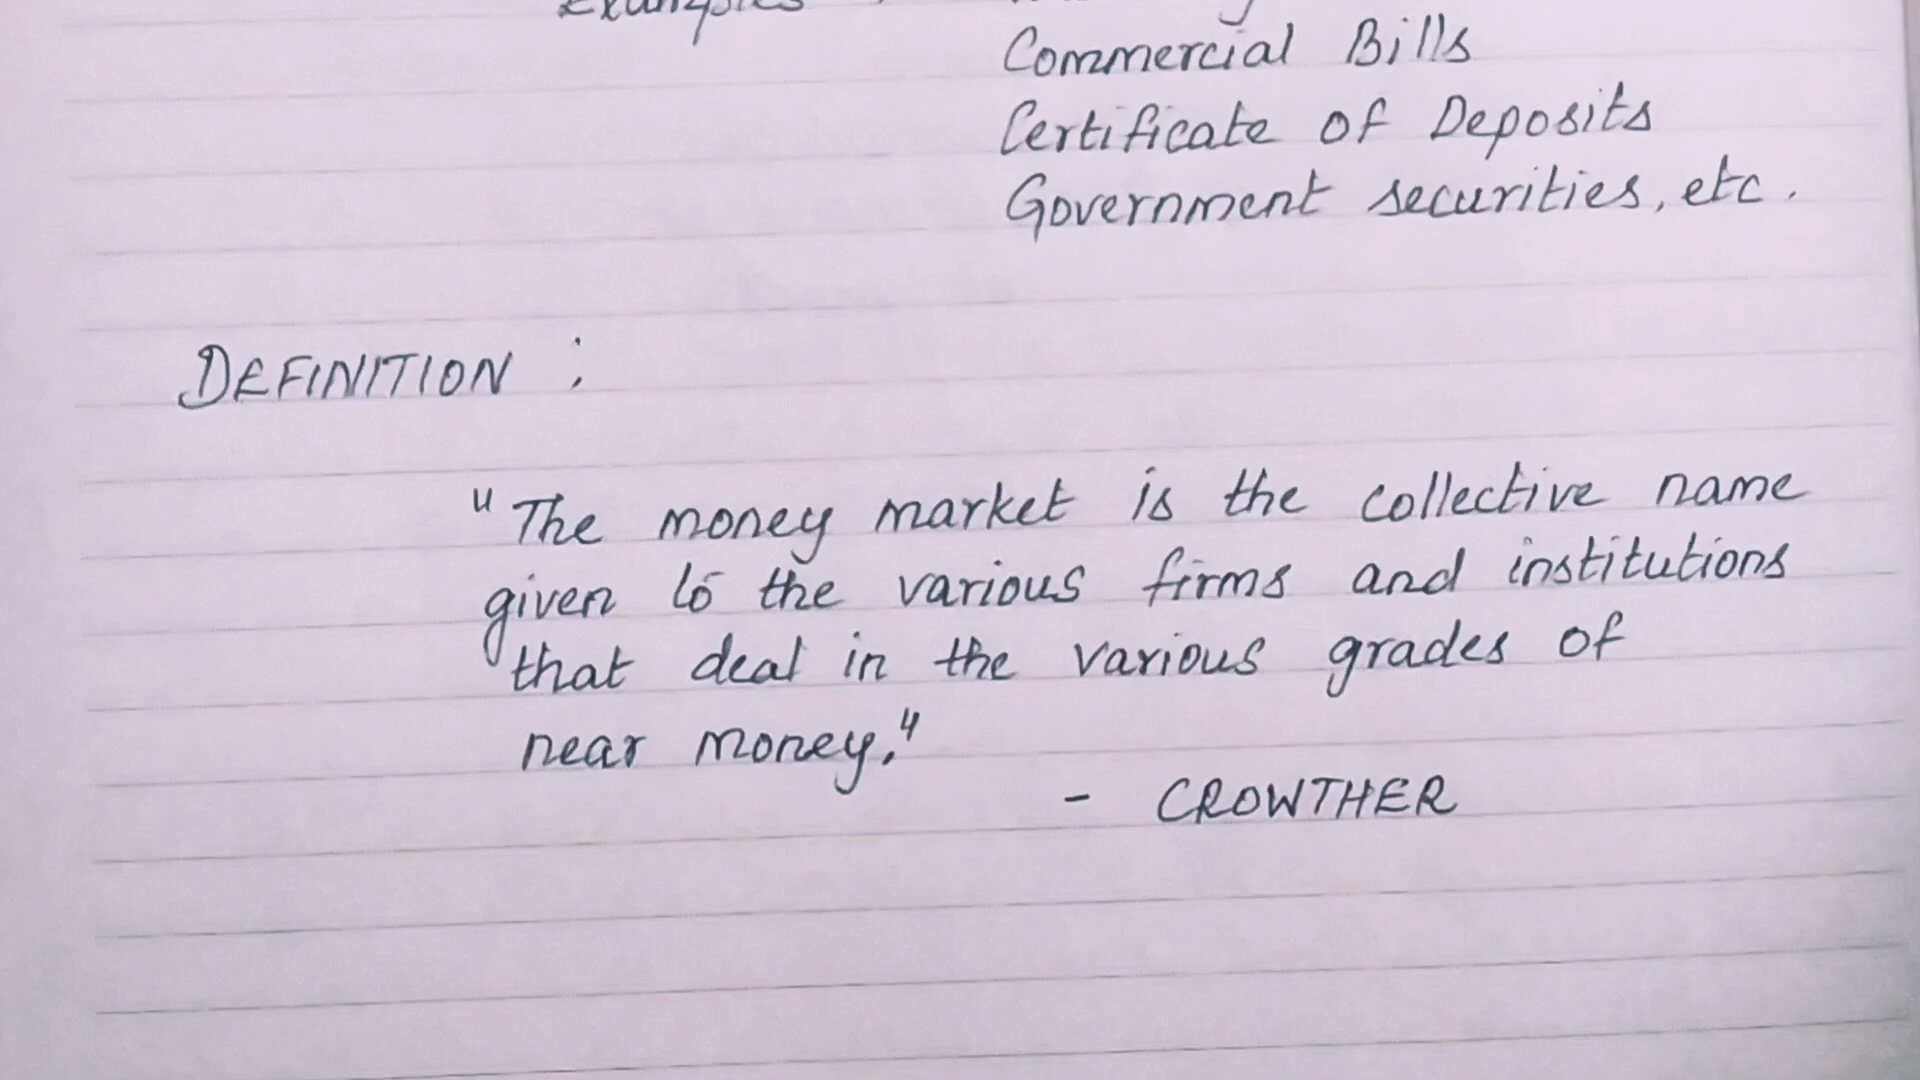 Examples :
Commercial Bills
Certificate of Deposits
Government securities, etc.
DEFINITION :
"The money market is the collective name
given to the various firms and institutions
that deal in the various grades of
near money."
- CROWTHER